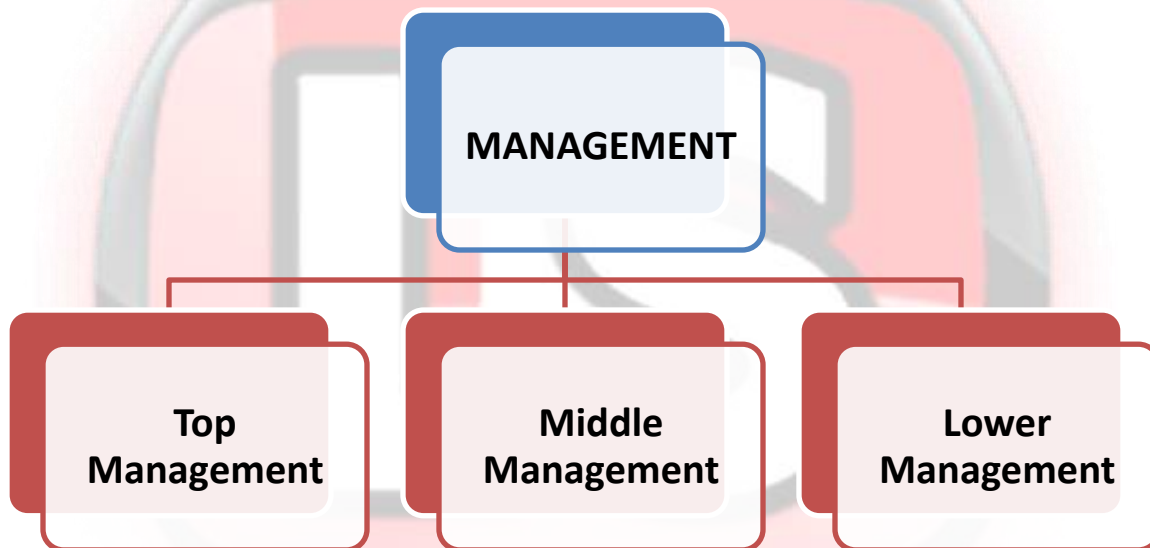 MANAGEMENT
Top
Management
Middle
Management
Lower
Management